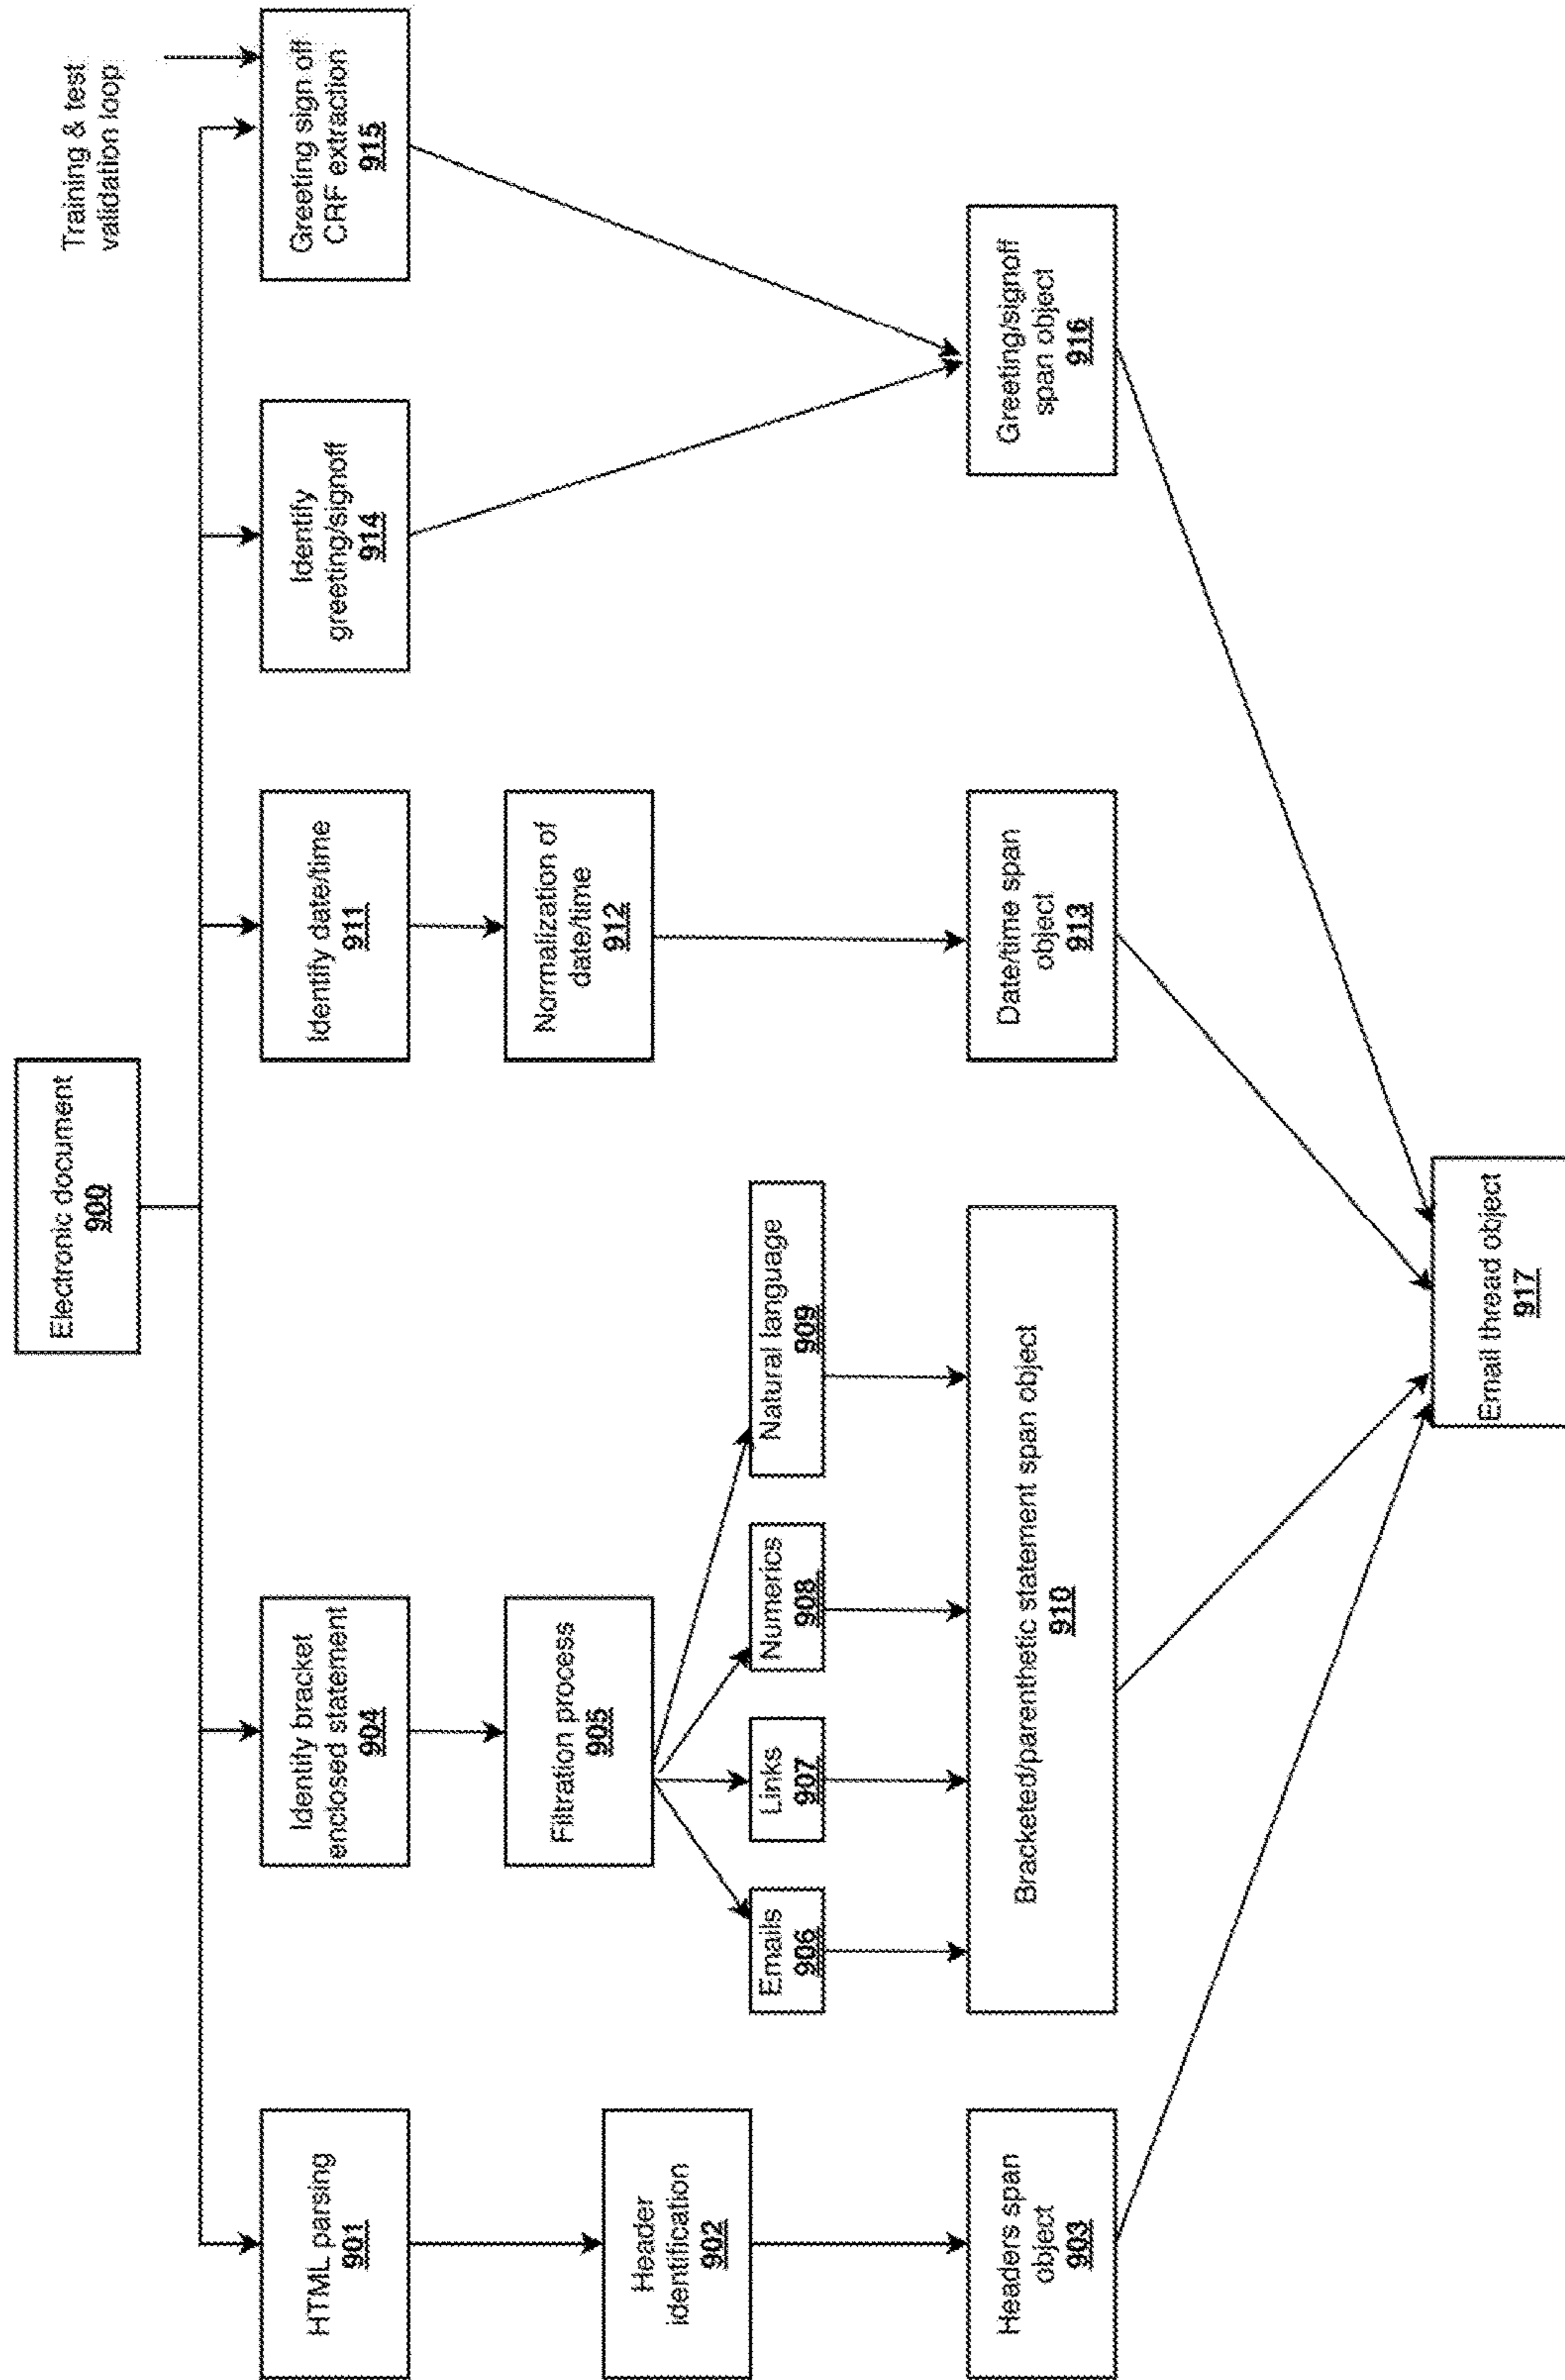 Electronic document
900
Training & test
validation loop
HTML parsing
901
Identify bracket
enclosed statement
904
Identify date/time
911
Identify
greeting/signoff
914
Greeting sign off
CRF extraction
915
Header
identification
902
Filtration process
905
Normalization of
date/time
912
Emails
906
Links
907
Numerics
908
Natural language
909
Headers span
object
903
Bracketed/parenthetic statement span object
910
Date/time span
object
913
Greeting/signoff
span object
916
Email thread object
917